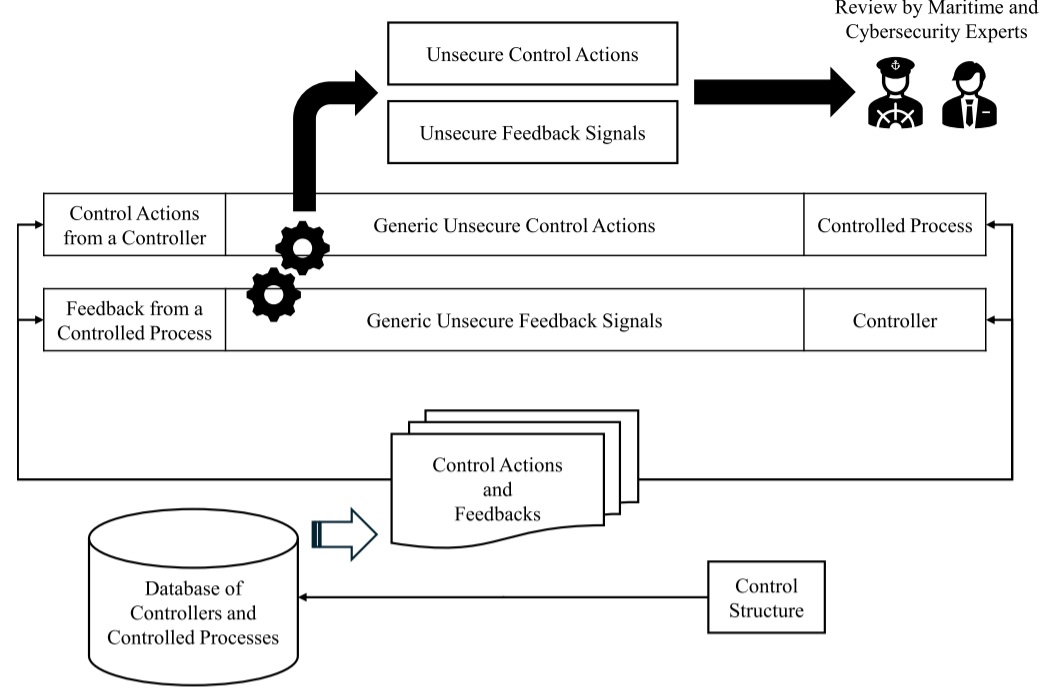 Review by Maritime and
Cybersecurity Experts
Unsecure Control Actions
Unsecure Feedback Signals
Control Actions
from a Controller
Generic Unsecure Control Actions
Controlled Process
Feedback from a
Controlled Process
Generic Unsecure Feedback Signals
Controller
Control Actions
and
Feedbacks
Database of
Controllers and
Controlled Processes
Control
Structure